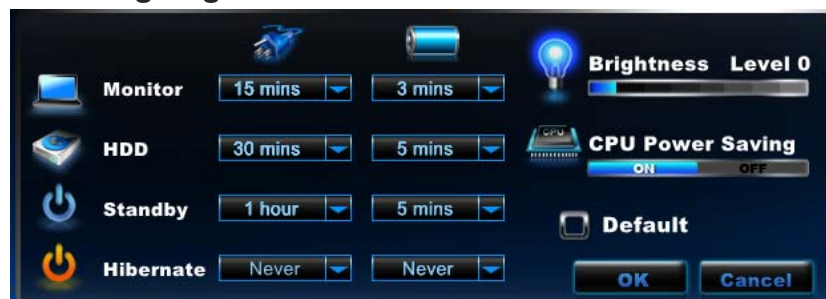 Brightness Level 0
Monitor 15 mins 3 mins
CPU
CPU Power Saving
HDD 30 mins 5 mins
ON OFF
Standby 1 hour 5 mins
Default
Hibernate Never Never
OK Cancel